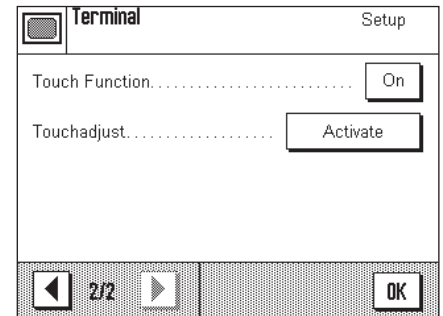 Terminal Setup
Touch Function........................... On
Touchadjust................... Activate
2/2 OK